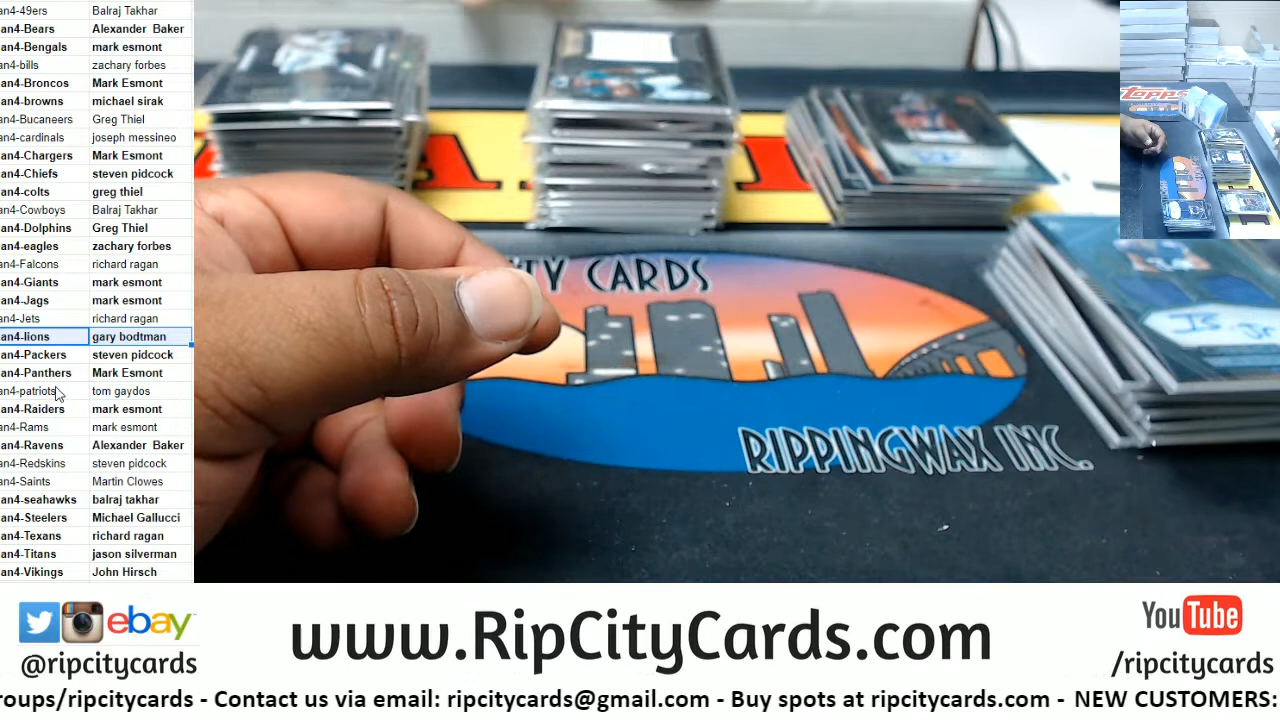 an4-49ers Balraj Takhar
an4-Bears Alexander Baker
an4-Bengals mark esmont
an4-bills zachary forbes
an4-Broncos Mark Esmont
an4-browns michael sirak
an4-Bucaneers Greg Thiel
an4-cardinals joseph messineo
an4-Chargers Mark Esmont
an4-Chiefs steven pidcock
an4-colts greg thiel
an4-Cowboys Balraj Takhar
an4-Dolphins Greg Thiel
an4-eagles zachary forbes
an4-Falcons richard ragan
an4-Giants mark esmont
an4-Jags mark esmont
an4-Jets richard ragan
an4-lions gary bodtman
an4-Packers steven pidcock
an4-Panthers Mark Esmont
an4-patriots tom gaydos
an4-Raiders mark esmont
an4-Rams mark esmont
an4-Ravens Alexander Baker
an4-Redskins steven pidcock
an4-Saints Martin Clowes
an4-seahawks balraj takhar
an4-Steelers Michael Gallucci
an4-Texans richard ragan
an4-Titans jason silverman
an4-Vikings John Hirsch
Topps
ITY CARDS
RIPPINGWAX INC.
ebay
@ripcitycards
www.RipCityCards.com
YouTube
/ripcitycards
roups/ripcitycards - Contact us via email: ripcitycards@gmail.com - Buy spots at ripcitycards.com - NEW CUSTOMERS: